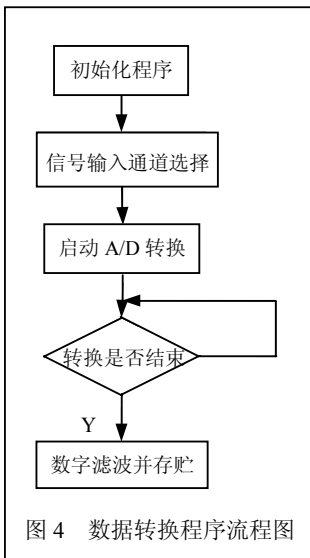 初始化程序
信号输入通道选择
启动 A/D 转换
转换是否结束
Y
数字滤波并存贮
图 4 数据转换程序流程图